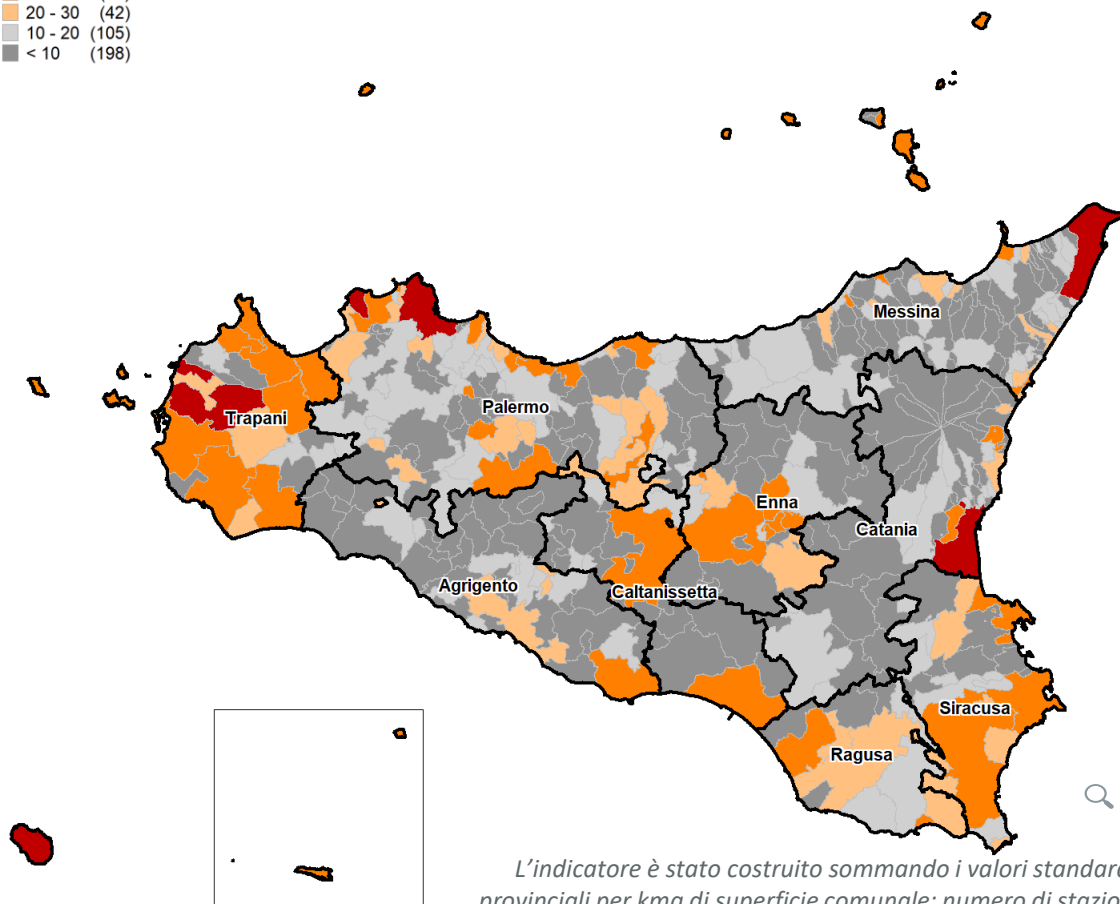 20 - 30 (42)
10 - 20 (105)
< 10 (198)
Messina
Palermo
Trapani
Enna
Catania
Agrigento
Caltanissetta
Siracusa
Ragusa
L'indicatore è stato costruito sommando i valori standard
provinciali per kmq di superficie comunale: numero di stazio